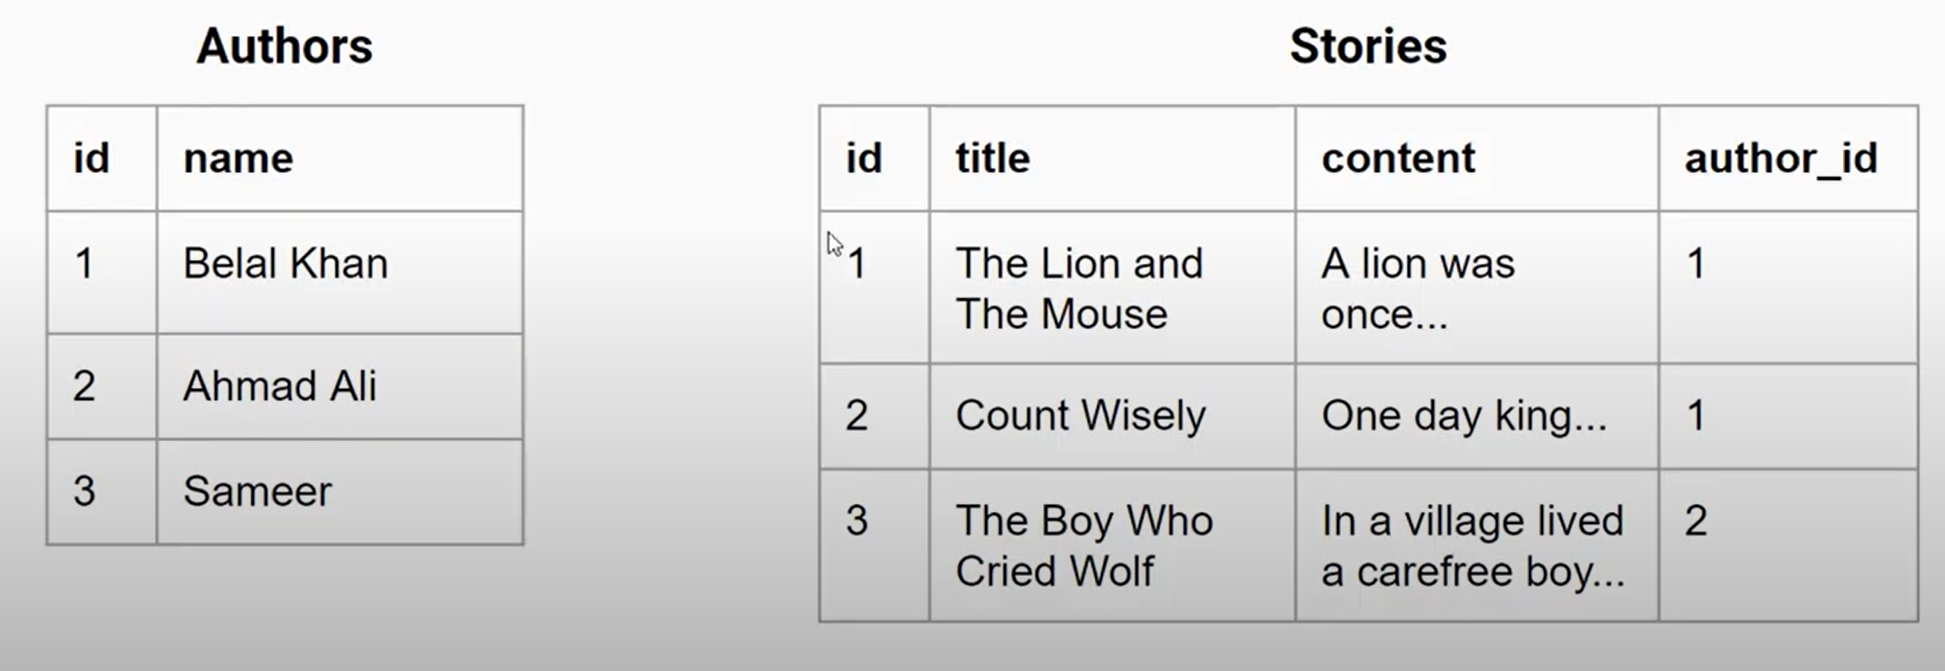 Authors
id name
1 Belal Khan
2 Ahmad Ali
3 Sameer
Stories
id title content author_id
1 The Lion and A lion was 1
The Mouse once...
2 Count Wisely One day king... 1
3 The Boy Who In a village lived 2
Cried Wolf a carefree boy...